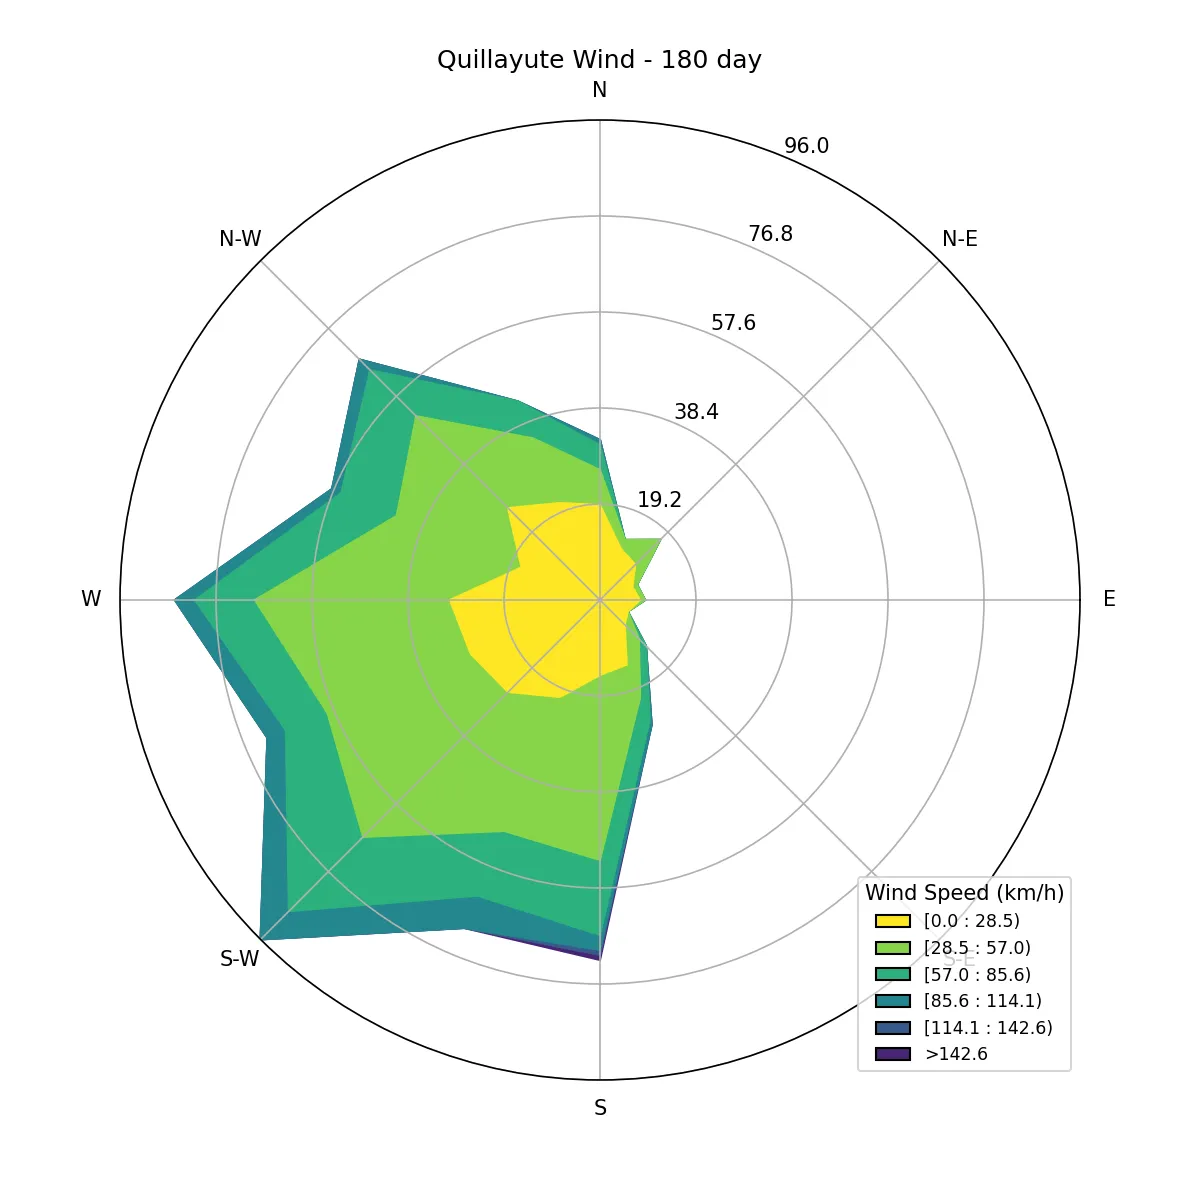 Quillayute Wind - 180 day
N
96.0
N-W
76.8
N-E
57.6
38.4
19.2
W
E
S-W
S-E
Wind Speed (km/h)
[0.0 : 28.5)
[28.5 : 57.0)
[57.0 : 85.6)
[85.6 : 114.1)
[114.1 : 142.6)
>142.6
S